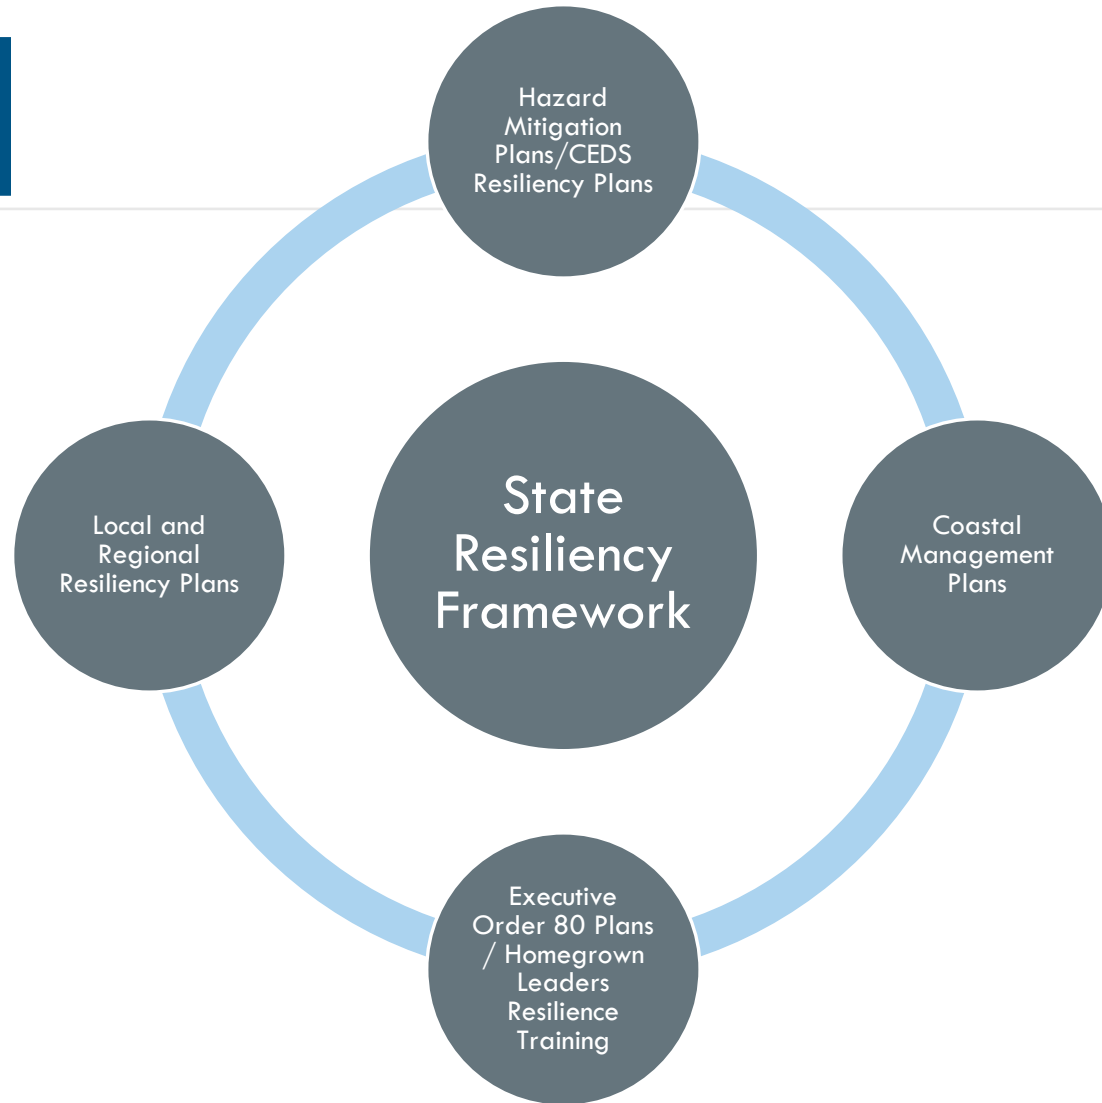 Hazard
Mitigation
Plans/CEDS
Resiliency Plans
Local and
Regional
Resiliency Plans
State
Resiliency
Framework
Coastal
Management
Plans
Executive
Order 80 Plans
/ Homegrown
Leaders
Resilience
Training